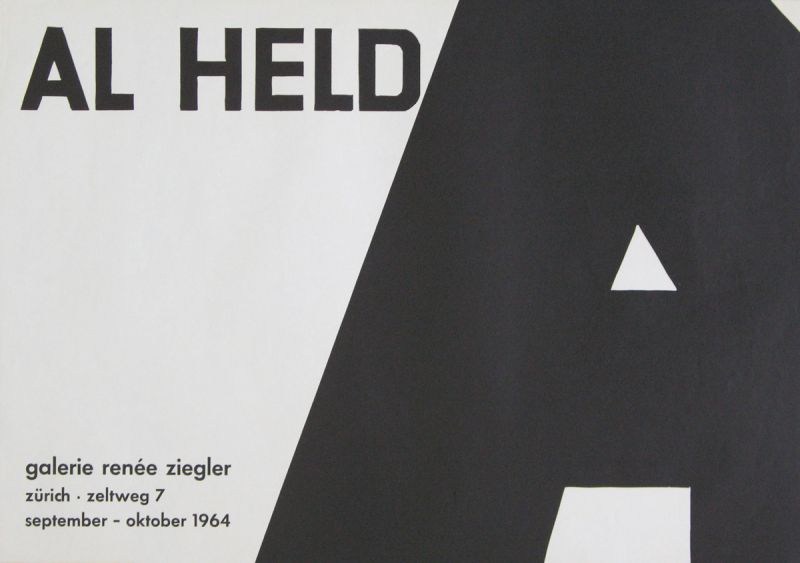 AL HELD
A
galerie renée ziegler
zürich · zeltweg 7
september - oktober 1964